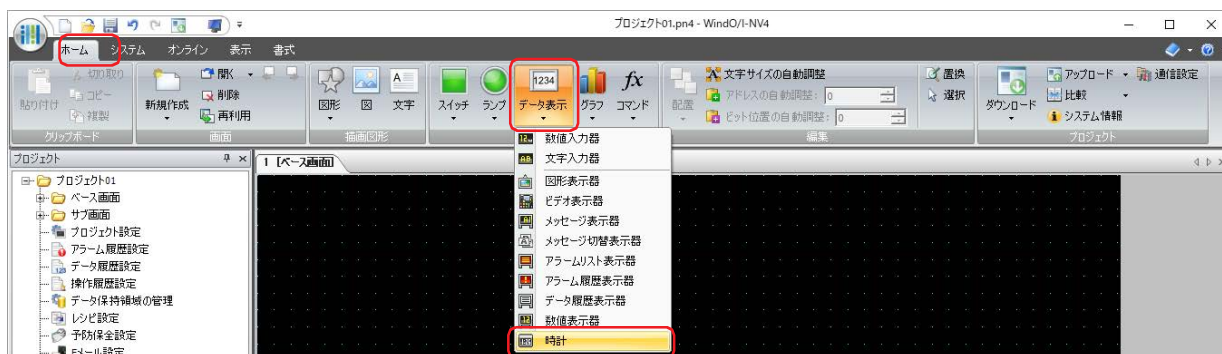 プロジェクト01.pn4 - WindO/I-NV4
ホーム システム オンライン 表示 書式
切り取り
コピー
複製
貼り付け
クリップボード
新規作成
開く
削除
再利用
画面
図形 図 文字
描画図形
スイッチ ランプ データ表示 グラフ コマンド
1234
fx
配置
文字サイズの自動調整
アドレスの自動調整: 0
ビット位置の自動調整: 0
置換
選択
編集
ダウンロード
アップロード
比較
システム情報
通信設定
プロジェクト
プロジェクト
1 [ベース画面]
プロジェクト01
ベース画面
サブ画面
プロジェクト設定
アラーム履歴設定
データ履歴設定
操作履歴設定
データ保持領域の管理
レシピ設定
予防保全設定
Eメール設定
数値入力器
文字入力器
図形表示器
ビデオ表示器
メッセージ表示器
メッセージ切替表示器
アラームリスト表示器
アラーム履歴表示器
データ履歴表示器
数値表示器
時計